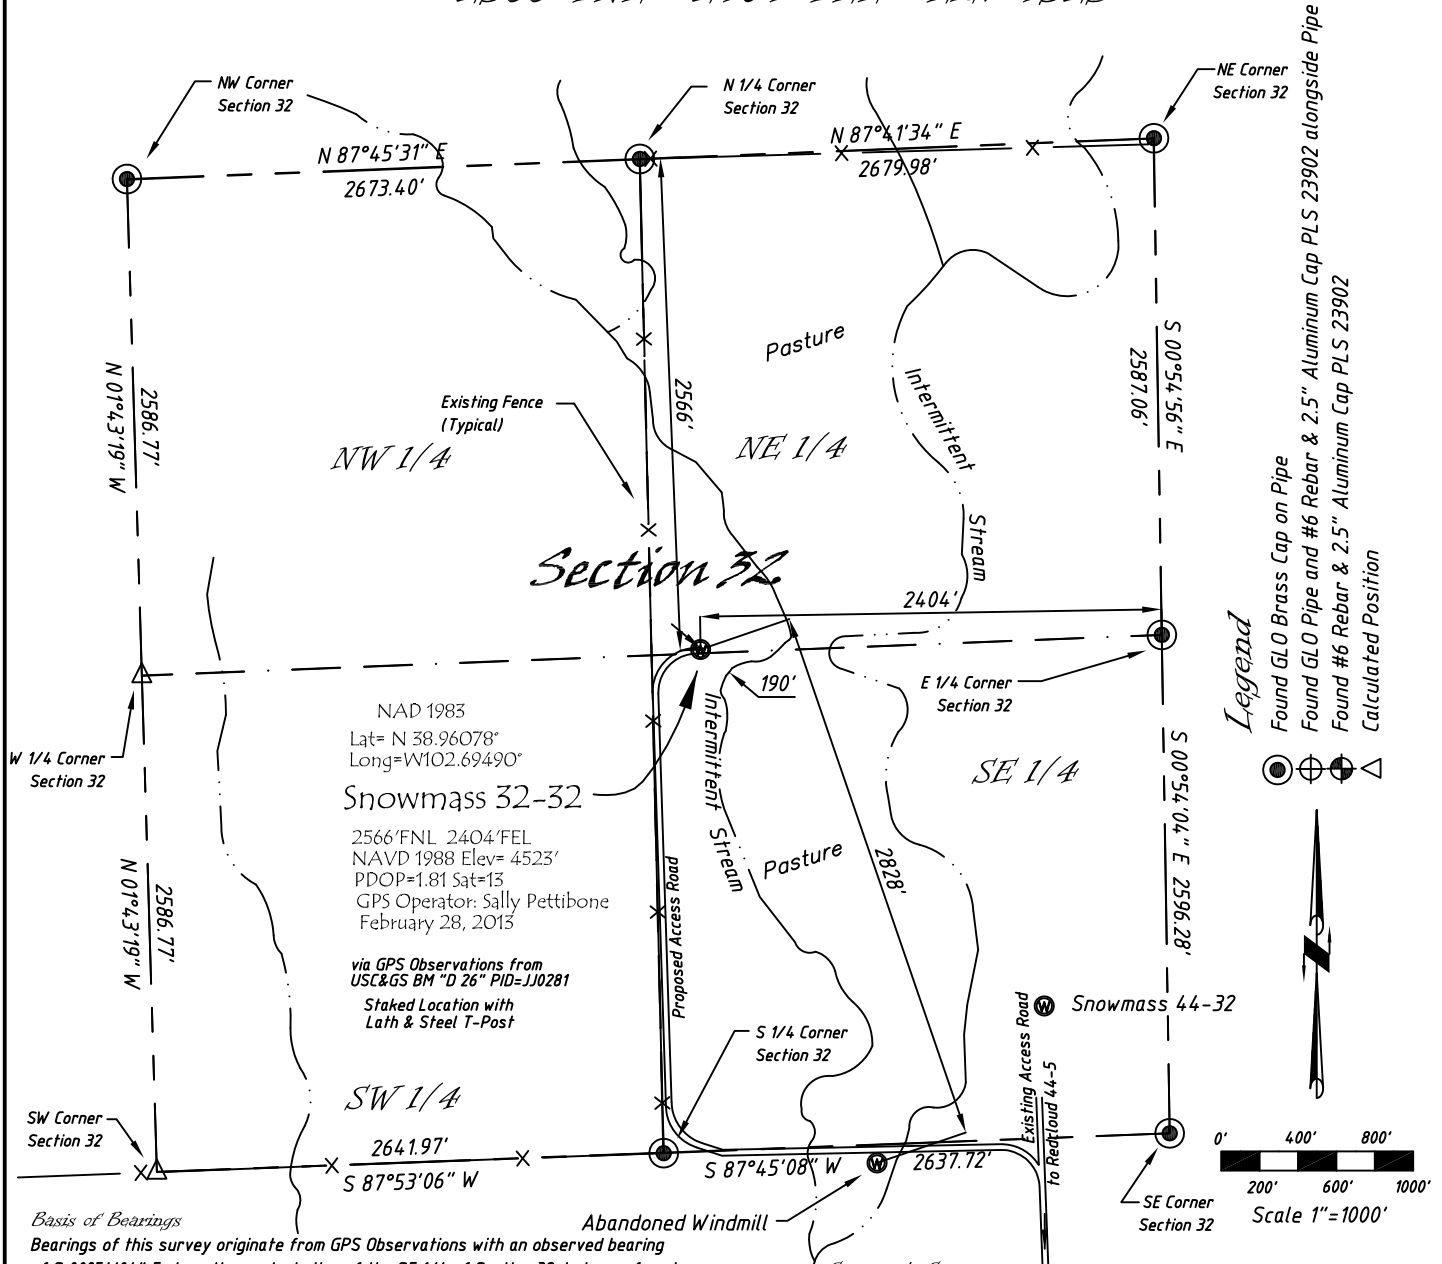 NW Corner
Section 32
N 1/4 Corner
Section 32
NE Corner
Section 32
N 87°45'31" E
2673.40'
N 87°41'34" E
2679.98'
N 01°43'19" W
2586.77'
S 00°54'56" E
2587.06'
Pasture
Existing Fence
(Typical)
2566'
NW 1/4
NE 1/4
Intermittent
Stream
Section 32
2404'
190'
E 1/4 Corner
Section 32
W 1/4 Corner
Section 32
NAD 1983
Lat= N 38.96078°
Long=W102.69490°
Snowmass 32-32
2566'FNL 2404'FEL
NAVD 1988 Elev= 4523'
PDOP=1.81 Sat=13
GPS Operator: Sally Pettibone
February 28, 2013
via GPS Observations from
USC&GS BM "D 26" PID=JJ0281
Staked Location with
Lath & Steel T-Post
Intermittent Stream
SE 1/4
Pasture
2828'
Proposed Access Road
S 00°54'04" E 2596.28'
N 01°43'19" W
2586.77'
Snowmass 44-32
S 1/4 Corner
Section 32
Existing Access Road
to Redcloud 44-5
SW 1/4
SW Corner
Section 32
2641.97'
S 87°53'06" W
S 87°45'08" W
2637.72'
Abandoned Windmill
SE Corner
Section 32
Legend
Found GLO Brass Cap on Pipe
Found GLO Pipe and #6 Rebar & 2.5" Aluminum Cap PLS 23902 alongside Pipe
Found #6 Rebar & 2.5" Aluminum Cap PLS 23902
Calculated Position
0' 400' 800'
200' 600' 1000'
Scale 1"=1000'
Basis of Bearings
Bearings of this survey originate from GPS Observations with an observed bearing